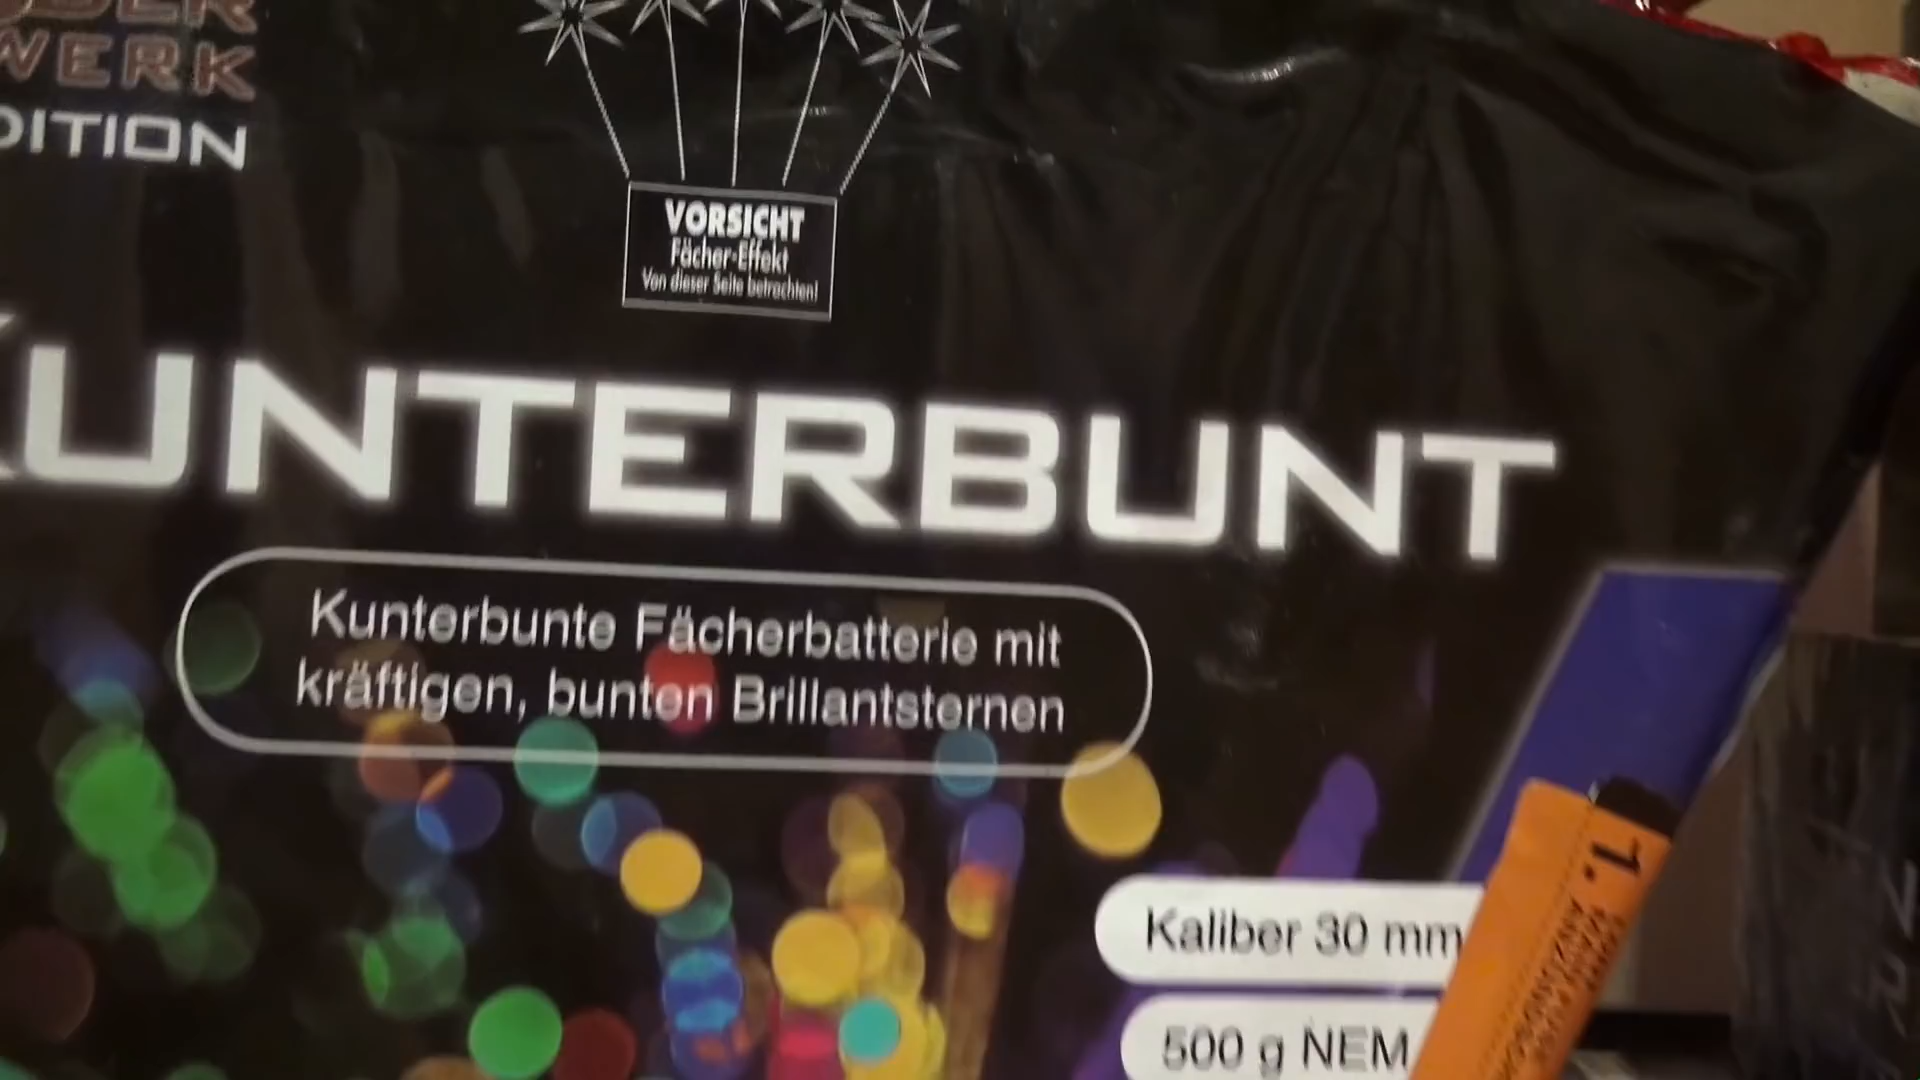 WERK
DITION
VORSICHT
Fächer-Effekt
Von dieser Seite betrachten!
KUNTERBUNT
Kunterbunte Fächerbatterie mit
kräftigen, bunten Brillantsternen
Kaliber 30 mm
500 g NEM
1.